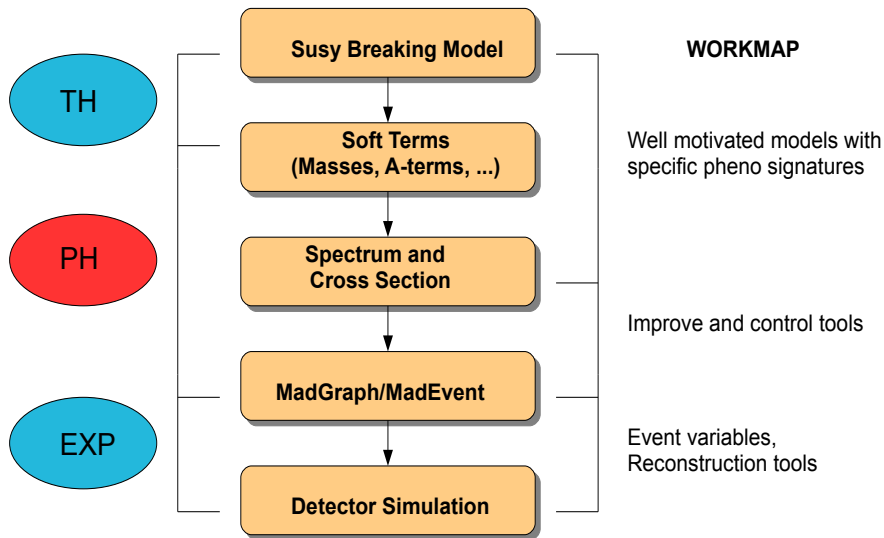 Susy Breaking Model
WORKMAP
TH
Soft Terms
(Masses, A-terms, ...)
Well motivated models with
specific pheno signatures
PH
Spectrum and
Cross Section
Improve and control tools
MadGraph/MadEvent
EXP
Event variables,
Reconstruction tools
Detector Simulation